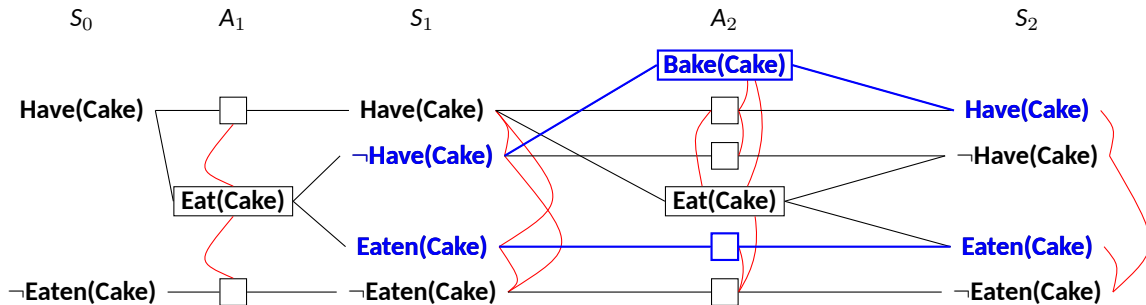 S₀ A₁ S₁ A₂ S₂
Bake(Cake)
Have(Cake) Have(Cake) Have(Cake)
¬Have(Cake) ¬Have(Cake)
Eat(Cake) Eat(Cake)
Eaten(Cake) Eaten(Cake)
¬Eaten(Cake) ¬Eaten(Cake) ¬Eaten(Cake)